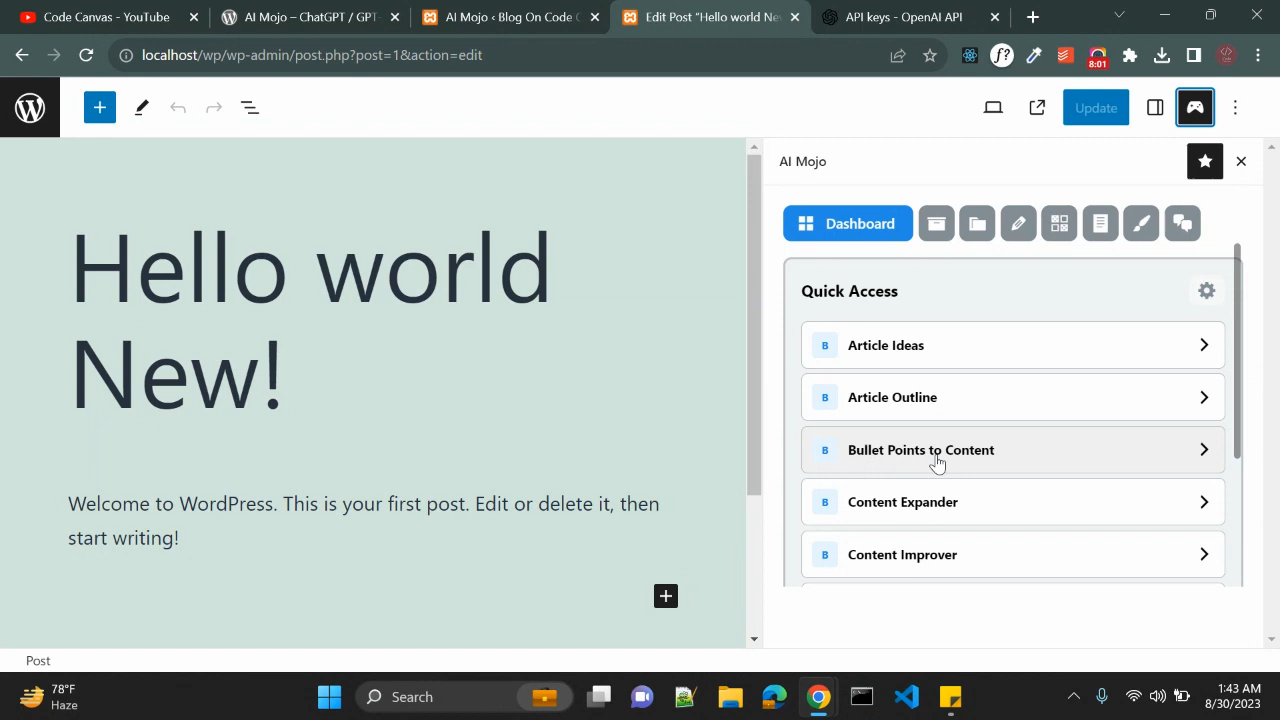 Code Canvas - YouTube
AI Mojo – ChatGPT / GPT-
AI Mojo ‹ Blog On Code C
Edit Post “Hello world Ne
API keys - OpenAI API
localhost/wp/wp-admin/post.php?post=1&action=edit
f?
8:01
Update
AI Mojo
Dashboard
Hello world
New!
Welcome to WordPress. This is your first post. Edit or delete it, then
start writing!
Quick Access
B Article Ideas
B Article Outline
B Bullet Points to Content
B Content Expander
B Content Improver
Post
78°F
Haze
Search
1:43 AM
8/30/2023